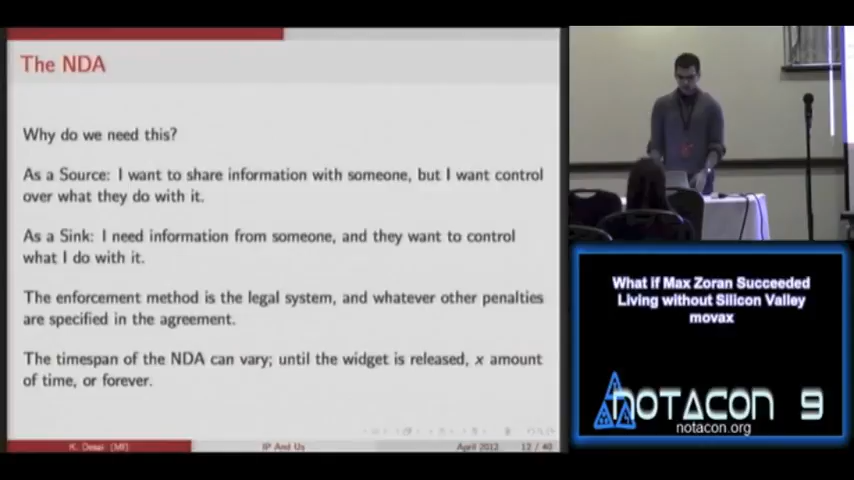 The NDA
Why do we need this?
As a Source: I want to share information with someone, but I want control
over what they do with it.
As a Sink: I need information from someone, and they want to control
what I do with it.
The enforcement method is the legal system, and whatever other penalties
are specified in the agreement.
The timespan of the NDA can vary; until the widget is released, x amount
of time, or forever.
K. Desai (Mf)
IP And Us
April 2012
12 / 40
What if Max Zoran Succeeded
Living without Silicon Valley
movax
NOTACON 9
notacon.org